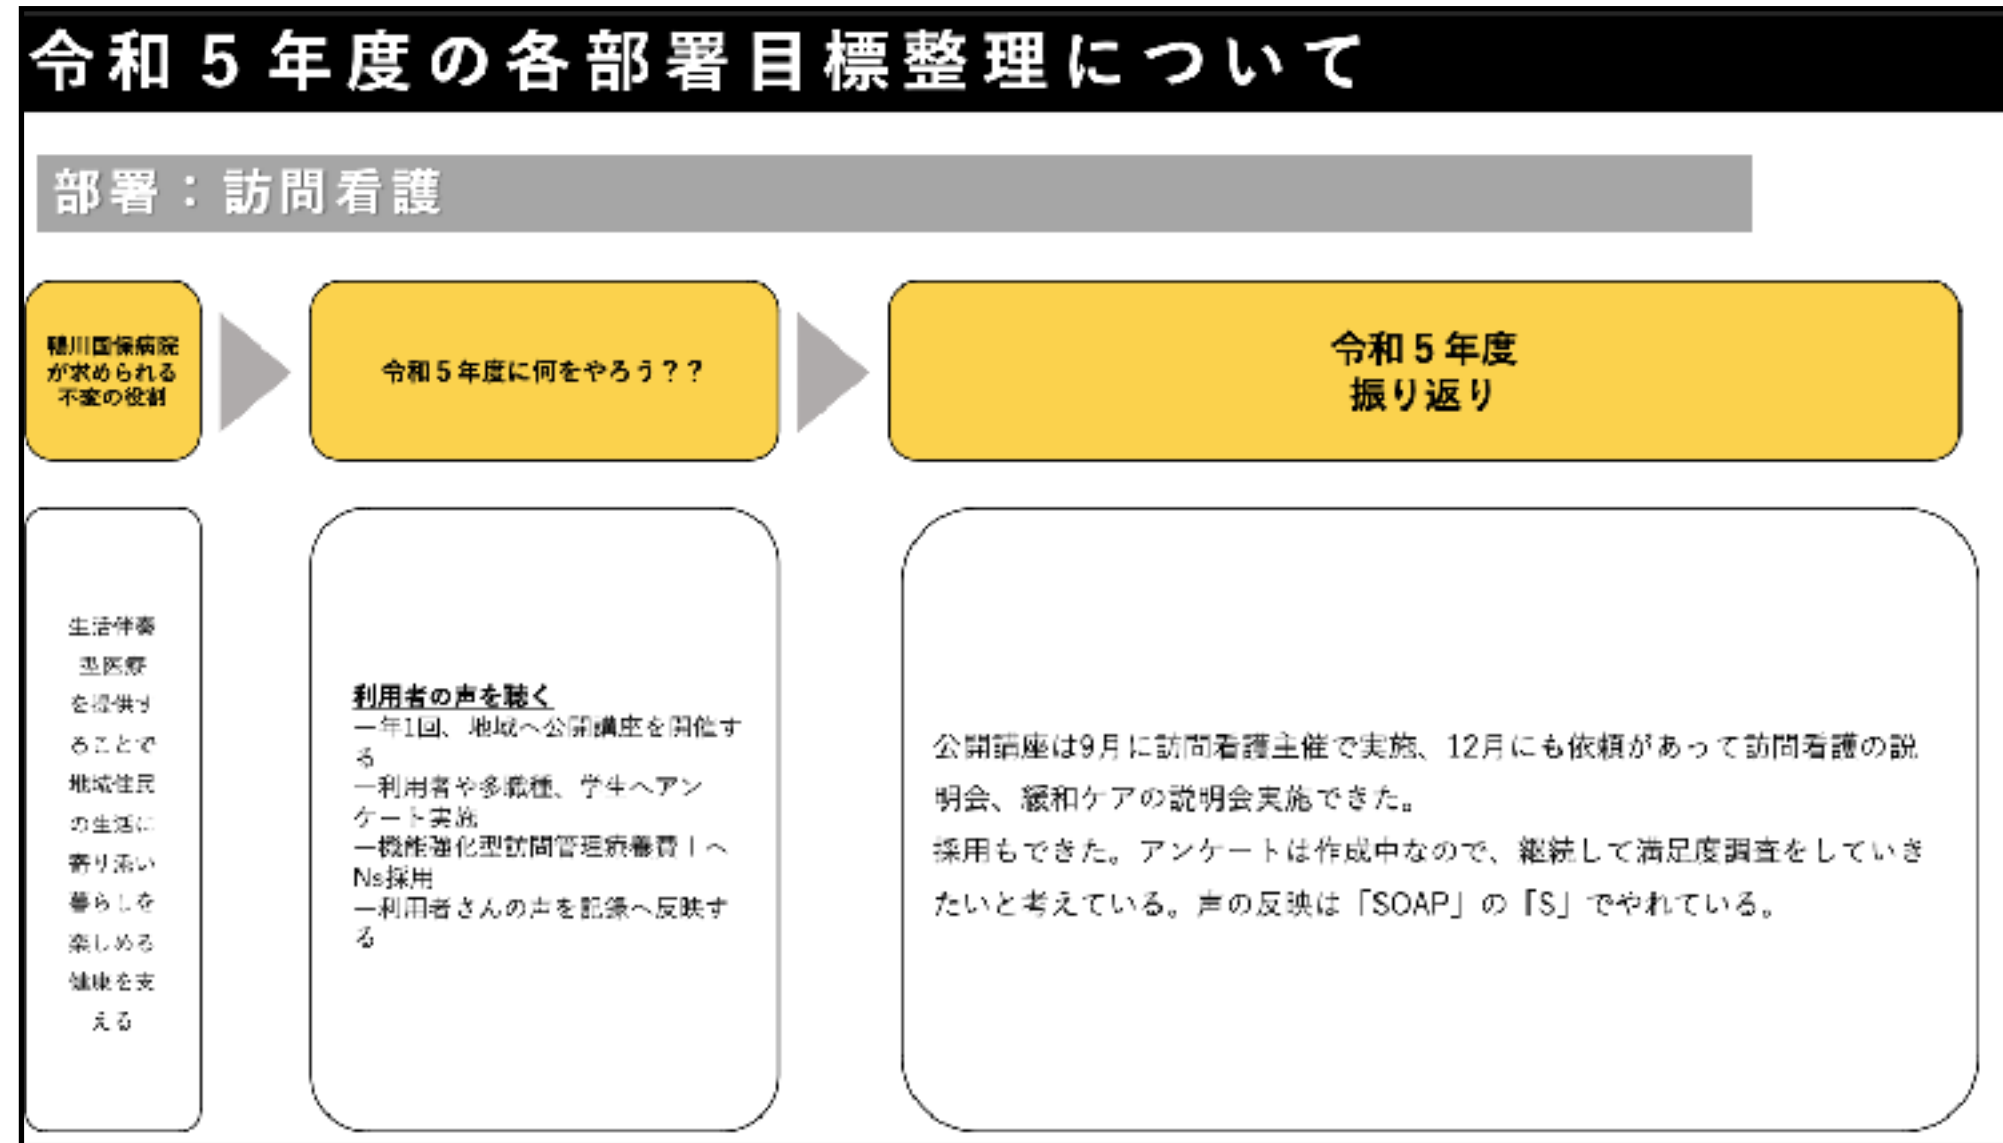 令和５年度の各部署目標整理について
部署：訪問看護
鴨川国保病院
が求められる
不変の役割
令和５年度に何をやろう？？
令和５年度
振り返り
生活伴奏
型医療
を提供す
ることで
地域住民
の生活に
寄り添い
暮らしを
楽しめる
健康を支
える
利用者の声を聴く
ー年1回、地域へ公開講座を開催す
る
ー利用者や多職種、学生へアン
ケート実施
ー機能強化型訪問管理療養費Ⅰへ
Ns採用
ー利用者さんの声を記録へ反映す
る
公開講座は9月に訪問看護主催で実施、12月にも依頼があって訪問看護の説
明会、緩和ケアの説明会実施できた。
採用もできた。アンケートは作成中なので、継続して満足度調査をしていき
たいと考えている。声の反映は「SOAP」の「S」でやれている。